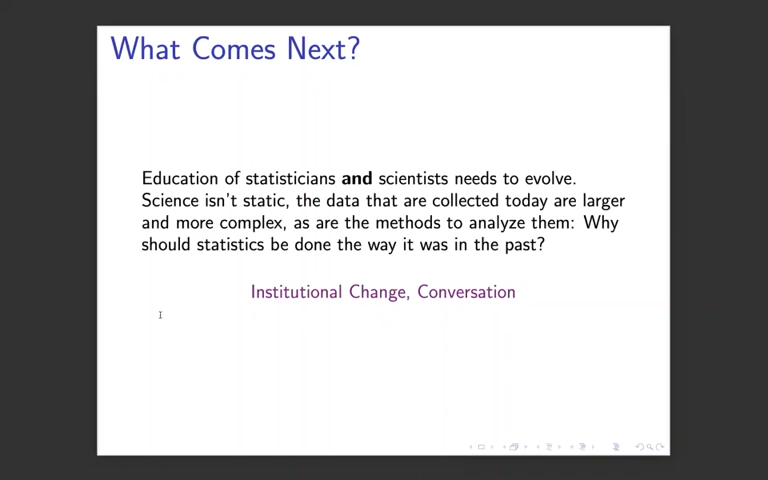 What Comes Next?
Education of statisticians and scientists needs to evolve.
Science isn't static, the data that are collected today are larger
and more complex, as are the methods to analyze them: Why
should statistics be done the way it was in the past?
Institutional Change, Conversation